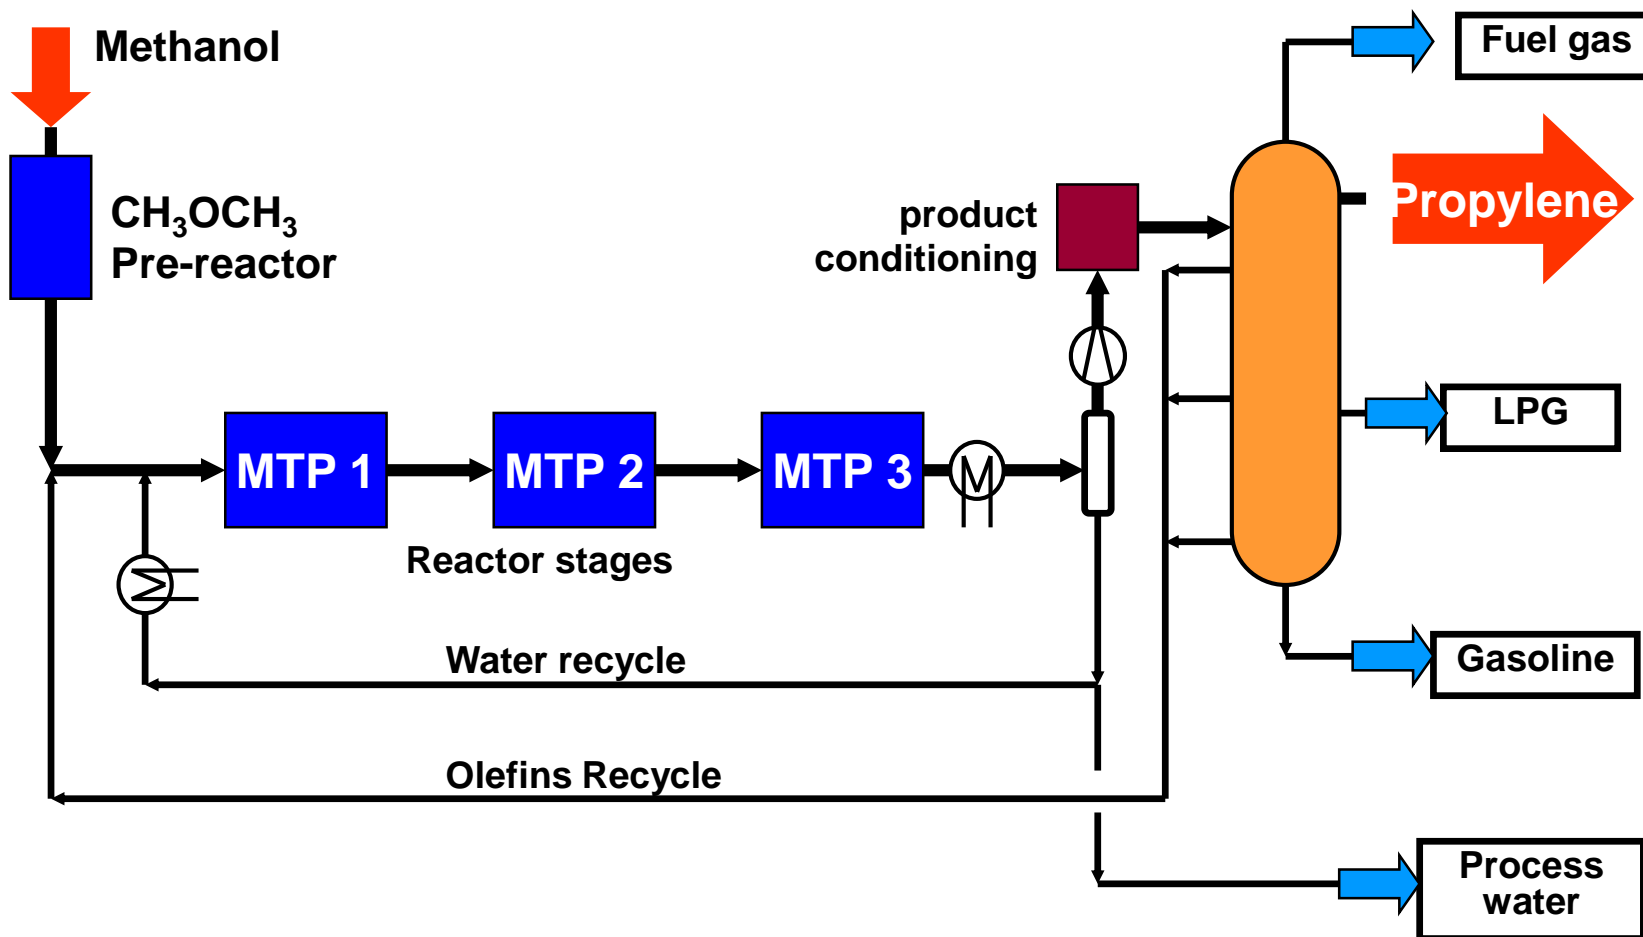 Methanol
Fuel gas
CH₃OCH₃
Pre-reactor
product
conditioning
Propylene
LPG
MTP 1
MTP 2
MTP 3
Reactor stages
Water recycle
Gasoline
Olefins Recycle
Process
water